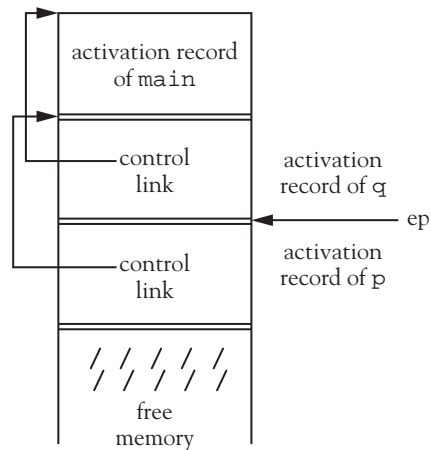 activation record
of main
control
link
activation
record of q
ep
control
link
activation
record of p
free
memory